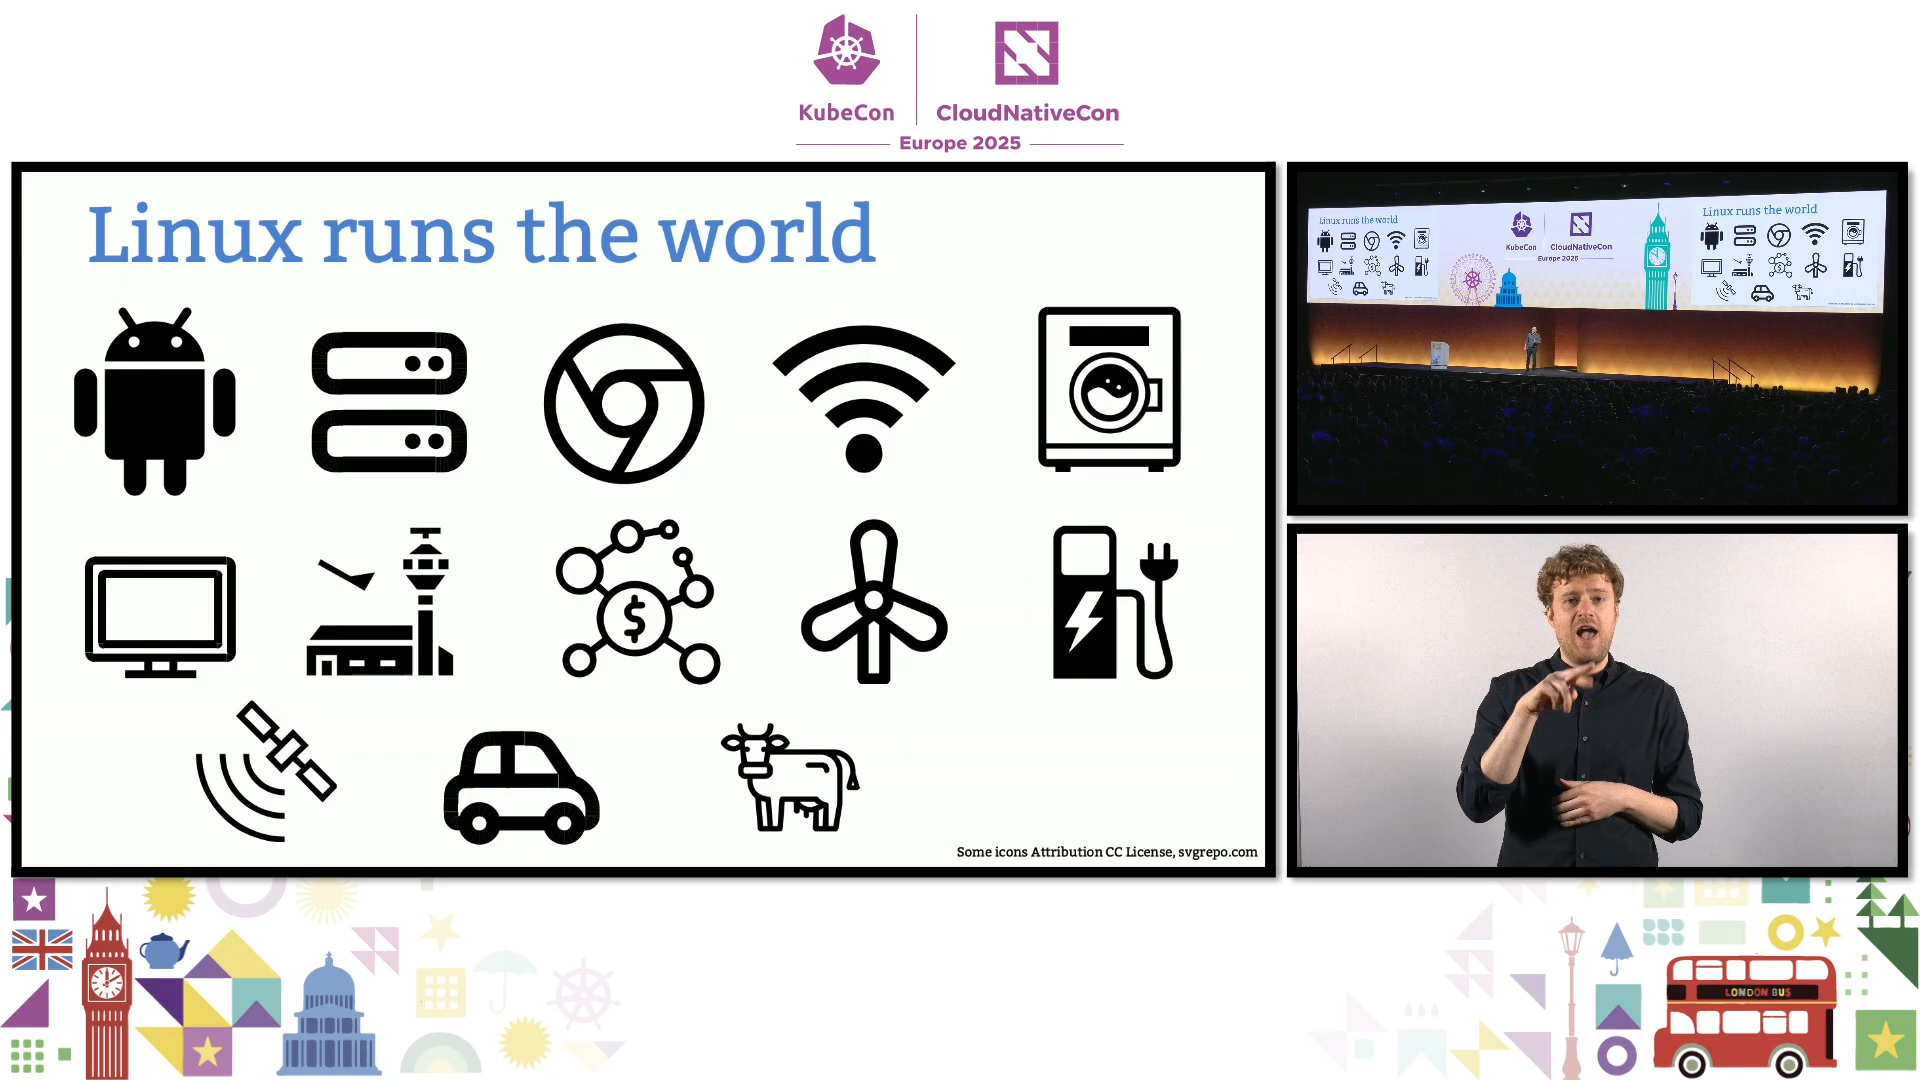 KubeCon
CloudNativeCon
Europe 2025
Linux runs the world
$
Some icons Attribution CC License, svgrepo.com
Linux runs the world
KubeCon
CloudNativeCon
Europe 2025
Linux runs the world
LONDON BUS